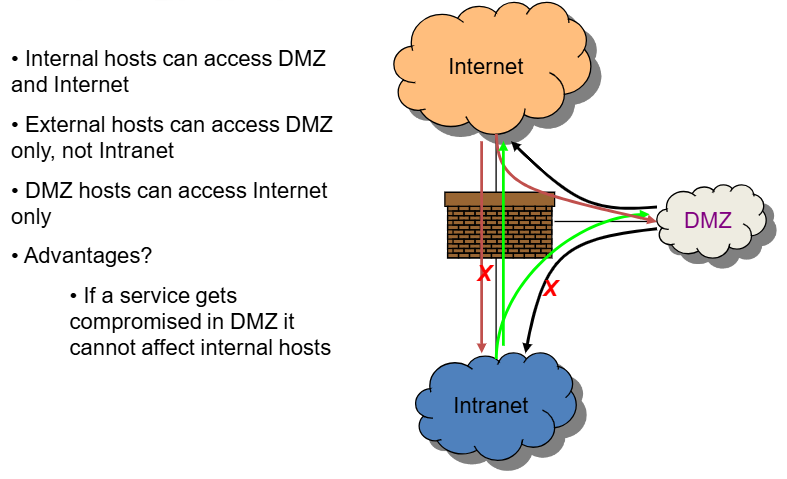 • Internal hosts can access DMZ
and Internet
• External hosts can access DMZ
only, not Intranet
• DMZ hosts can access Internet
only
• Advantages?
• If a service gets
compromised in DMZ it
cannot affect internal hosts
Internet
DMZ
X
X
Intranet